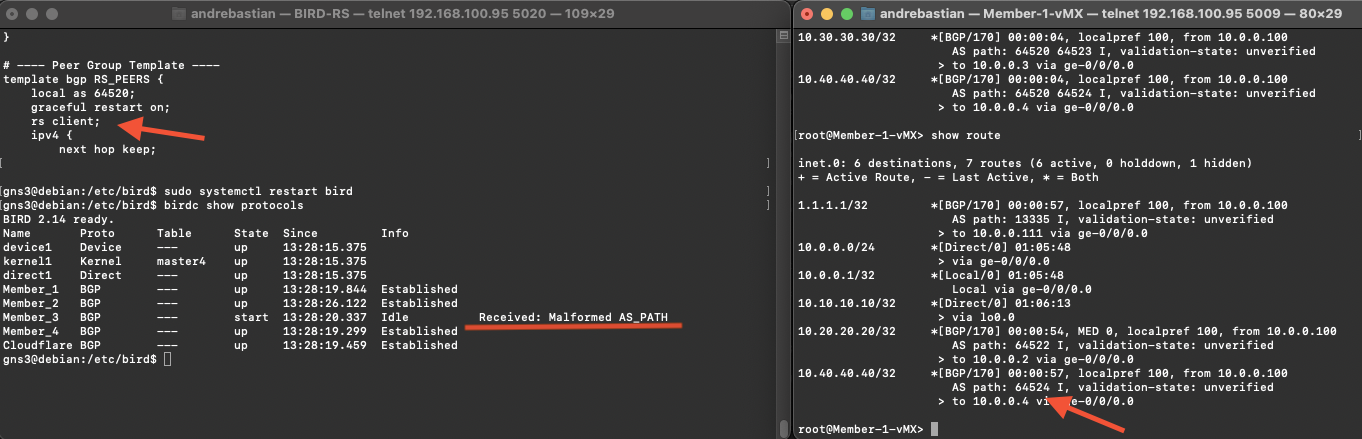 andrebastian — BIRD-RS — telnet 192.168.100.95 5020 — 109×29
}
# ---- Peer Group Template ----
template bgp RS_PEERS {
local as 64520;
graceful restart on;
rs client;
ipv4 {
next hop keep;
[ ]
[gns3@debian:/etc/bird$ sudo systemctl restart bird ]
[gns3@debian:/etc/bird$ birdc show protocols ]
BIRD 2.14 ready.
Name Proto Table State Since Info
device1 Device --- up 13:28:15.375
kernel1 Kernel master4 up 13:28:15.375
direct1 Direct --- up 13:28:15.375
Member_1 BGP --- up 13:28:19.844 Established
Member_2 BGP --- up 13:28:26.122 Established
Member_3 BGP --- start 13:28:20.337 Idle Received: Malformed AS_PATH
Member_4 BGP --- up 13:28:19.299 Established
Cloudflare BGP --- up 13:28:19.459 Established
gns3@debian:/etc/bird$
andrebastian — Member-1-vMX — telnet 192.168.100.95 5009 — 80×29
10.30.30.30/32 *[BGP/170] 00:00:04, localpref 100, from 10.0.0.100
AS path: 64520 64523 I, validation-state: unverified
> to 10.0.0.3 via ge-0/0/0.0
10.40.40.40/32 *[BGP/170] 00:00:04, localpref 100, from 10.0.0.100
AS path: 64520 64524 I, validation-state: unverified
> to 10.0.0.4 via ge-0/0/0.0
[root@Member-1-vMX> show route ]
inet.0: 6 destinations, 7 routes (6 active, 0 holddown, 1 hidden)
+ = Active Route, - = Last Active, * = Both
1.1.1.1/32 *[BGP/170] 00:00:57, localpref 100, from 10.0.0.100
AS path: 13335 I, validation-state: unverified
> to 10.0.0.111 via ge-0/0/0.0
10.0.0.0/24 *[Direct/0] 01:05:48
> via ge-0/0/0.0
10.0.0.1/32 *[Local/0] 01:05:48
Local via ge-0/0/0.0
10.10.10.10/32 *[Direct/0] 01:06:13
> via lo0.0
10.20.20.20/32 *[BGP/170] 00:00:54, MED 0, localpref 100, from 10.0.0.100
AS path: 64522 I, validation-state: unverified
> to 10.0.0.2 via ge-0/0/0.0
10.40.40.40/32 *[BGP/170] 00:00:57, localpref 100, from 10.0.0.100
AS path: 64524 I, validation-state: unverified
> to 10.0.0.4 via ge-0/0/0.0
root@Member-1-vMX>